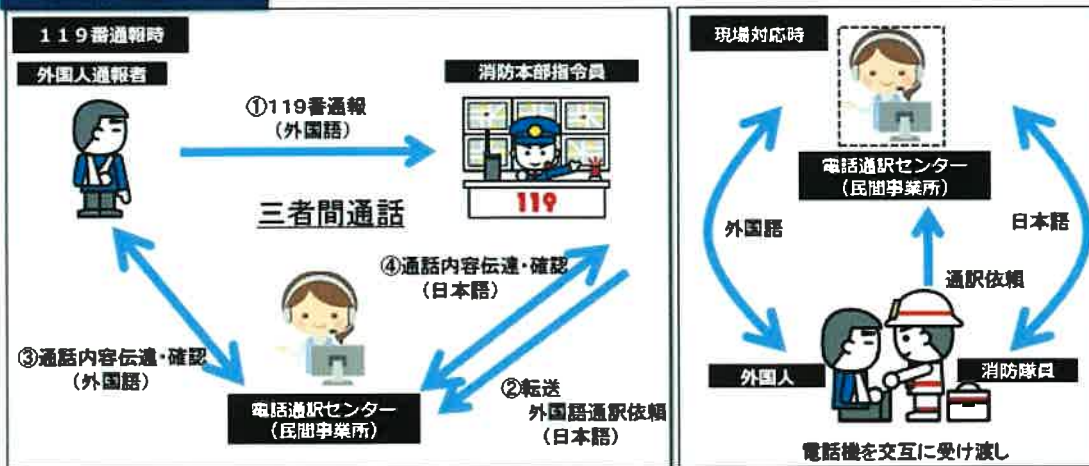 119番通報時
外国人通報者
消防本部指令員
①119番通報
(外国語)
119
三者間通話
④通話内容伝達・確認
(日本語)
③通話内容伝達・確認
(外国語)
②転送
外国語通訳依頼
(日本語)
電話通訳センター
(民間事業所)
現場対応時
電話通訳センター
(民間事業所)
外国語
日本語
通訳依頼
外国人
消防隊員
電話機を交互に受け渡し